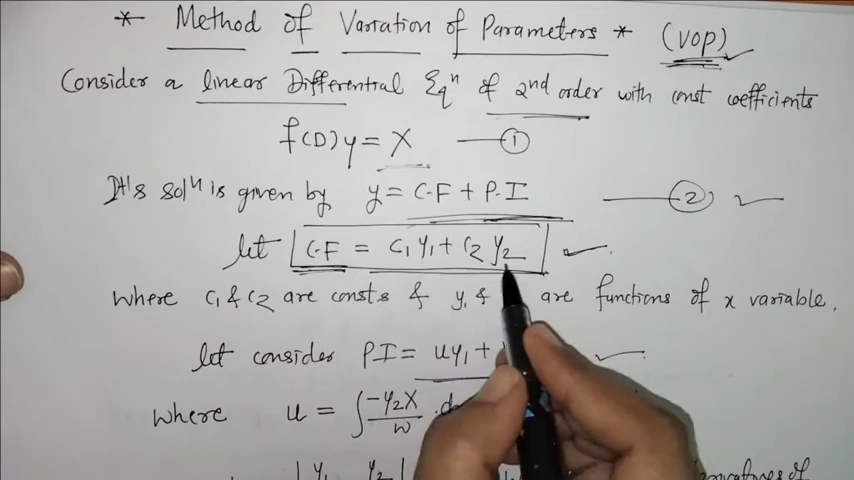 * Method of Variation of Parameters * (VOP)
Consider a linear Differential Eqⁿ of 2nd order with const coefficients
f(D)y = X —— ①
It's solⁿ is given by y = C.F + P.I —— ②
let C.F = C₁y₁ + C₂y₂
Where C₁ & C₂ are consts & y₁ & are functions of x variable.
let consider PI = uy₁ +
where u = ∫ -y₂X/w .d
y₁ y₂